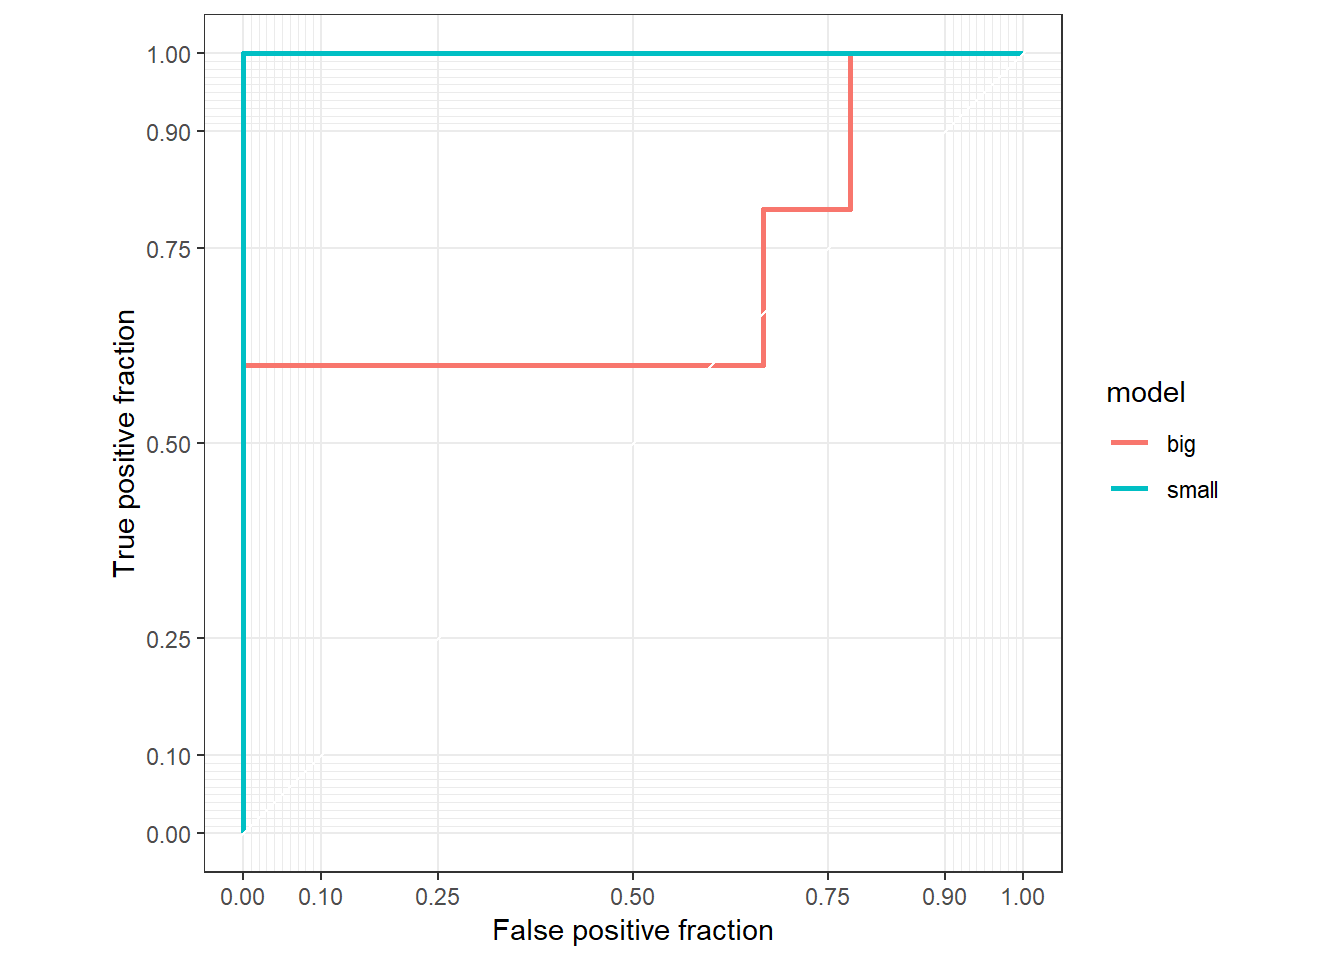 1.00
0.90
0.75
0.50
0.25
0.10
0.00
True positive fraction
0.00 0.10 0.25 0.50 0.75 0.90 1.00
False positive fraction
model
big
small